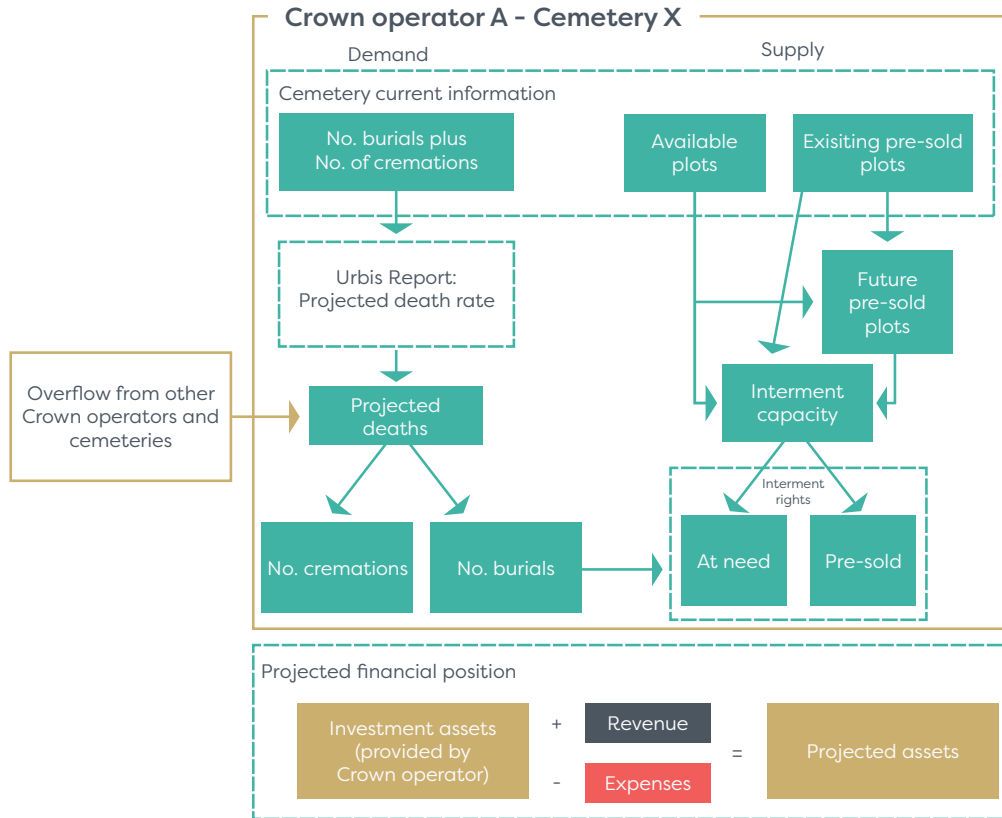 Crown operator A - Cemetery X
Demand
Supply
Cemetery current information
No. burials plus
No. of cremations
Available
plots
Exisiting pre-sold
plots
Urbis Report:
Projected death rate
Future
pre-sold
plots
Overflow from other
Crown operators and
cemeteries
Projected
deaths
Interment
capacity
Interment
rights
No. cremations
No. burials
At need
Pre-sold
Projected financial position
Investment assets
(provided by
Crown operator)
+
Revenue
-
Expenses
=
Projected assets